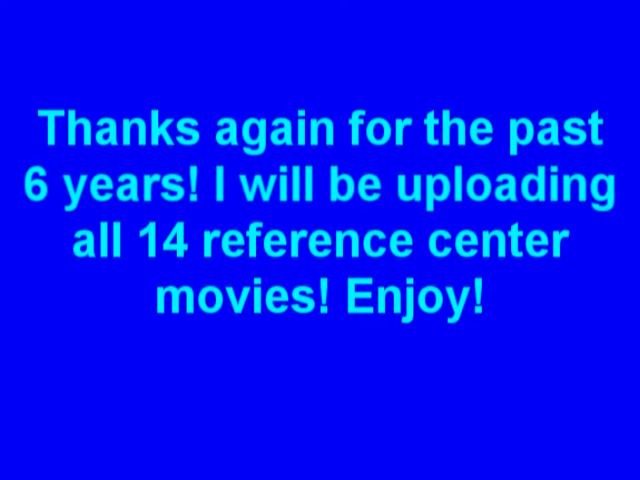 Thanks again for the past
6 years! I will be uploading
all 14 reference center
movies! Enjoy!